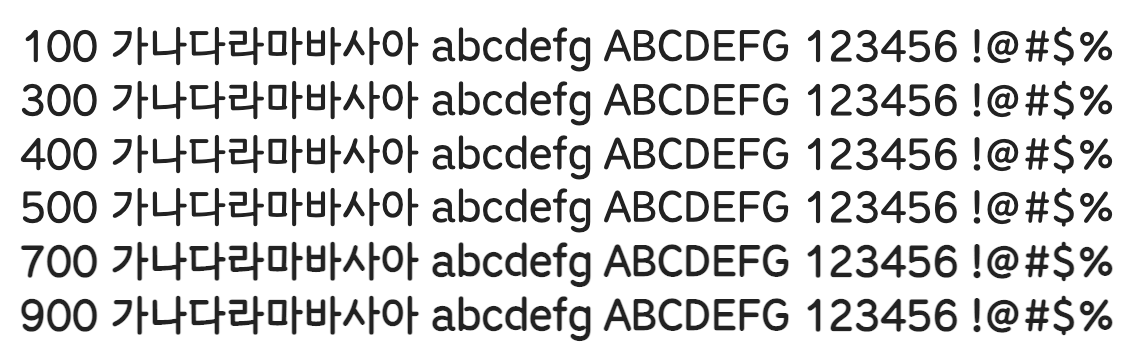 100 가나다라마바사아 abcdefg ABCDEFG 123456 !@#$%
300 가나다라마바사아 abcdefg ABCDEFG 123456 !@#$%
400 가나다라마바사아 abcdefg ABCDEFG 123456 !@#$%
500 가나다라마바사아 abcdefg ABCDEFG 123456 !@#$%
700 가나다라마바사아 abcdefg ABCDEFG 123456 !@#$%
900 가나다라마바사아 abcdefg ABCDEFG 123456 !@#$%